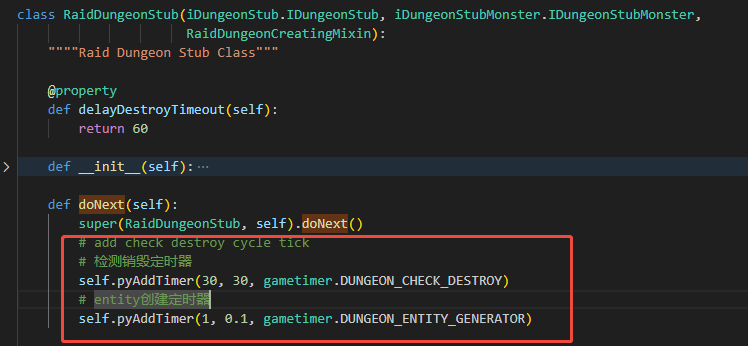 class RaidDungeonStub(iDungeonStub.IDungeonStub, iDungeonStubMonster.IDungeonStubMonster,
RaidDungeonCreatingMixin):
""""Raid Dungeon Stub Class"""
@property
def delayDestroyTimeout(self):
return 60
def __init__(self):⋯
def doNext(self):
super(RaidDungeonStub, self).doNext()
# add check destroy cycle tick
# 检测销毁定时器
self.pyAddTimer(30, 30, gametimer.DUNGEON_CHECK_DESTROY)
# entity创建定时器
self.pyAddTimer(1, 0.1, gametimer.DUNGEON_ENTITY_GENERATOR)